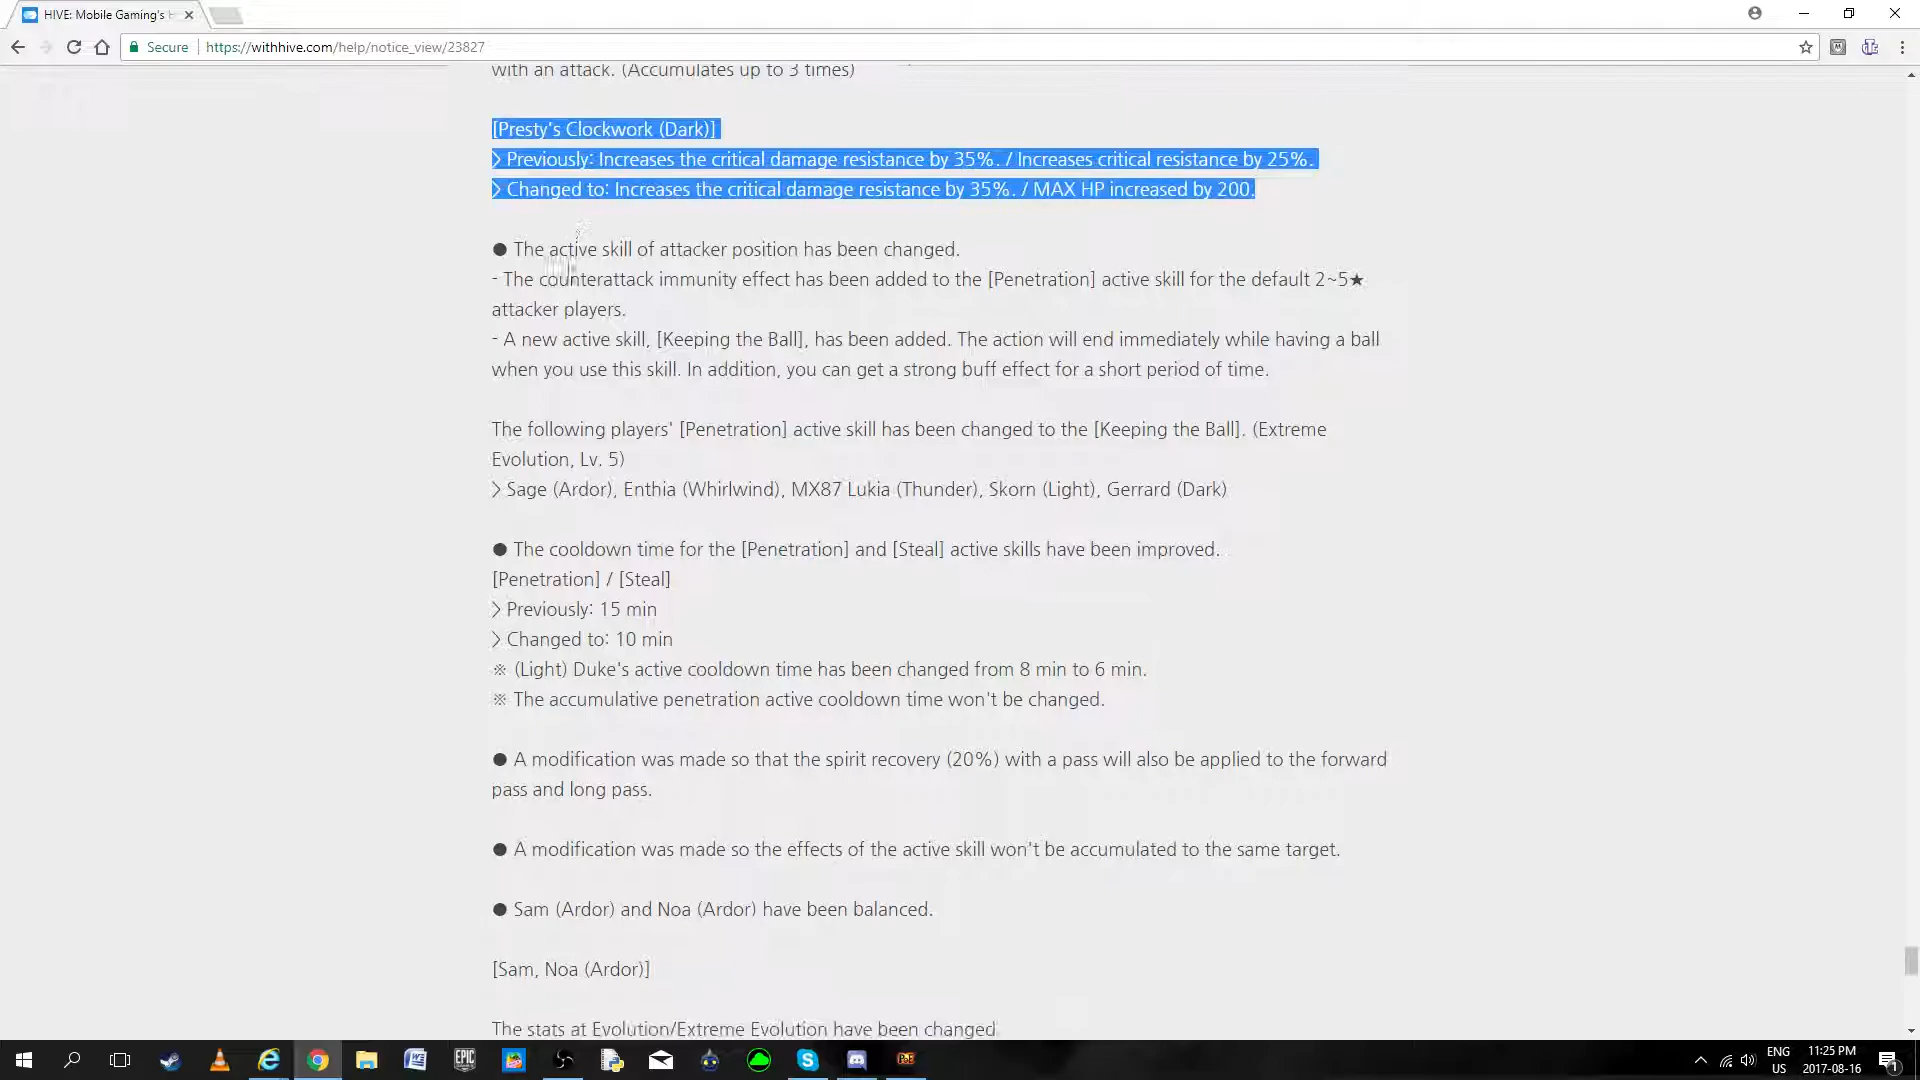 HIVE: Mobile Gaming's
Secure https://withhive.com/help/notice_view/23827
with an attack. (Accumulates up to 3 times)
[Presty's Clockwork (Dark)]
> Previously: Increases the critical damage resistance by 35%. / Increases critical resistance by 25%.
> Changed to: Increases the critical damage resistance by 35%. / MAX HP increased by 200.
● The active skill of attacker position has been changed.
- The counterattack immunity effect has been added to the [Penetration] active skill for the default 2~5★
attacker players.
- A new active skill, [Keeping the Ball], has been added. The action will end immediately while having a ball
when you use this skill. In addition, you can get a strong buff effect for a short period of time.
The following players' [Penetration] active skill has been changed to the [Keeping the Ball]. (Extreme
Evolution, Lv. 5)
> Sage (Ardor), Enthia (Whirlwind), MX87 Lukia (Thunder), Skorn (Light), Gerrard (Dark)
● The cooldown time for the [Penetration] and [Steal] active skills have been improved.
[Penetration] / [Steal]
> Previously: 15 min
> Changed to: 10 min
※ (Light) Duke's active cooldown time has been changed from 8 min to 6 min.
※ The accumulative penetration active cooldown time won't be changed.
● A modification was made so that the spirit recovery (20%) with a pass will also be applied to the forward
pass and long pass.
● A modification was made so the effects of the active skill won't be accumulated to the same target.
● Sam (Ardor) and Noa (Ardor) have been balanced.
[Sam, Noa (Ardor)]
The stats at Evolution/Extreme Evolution have been changed
EPIC
ENG 11:25 PM
US 2017-08-16
1